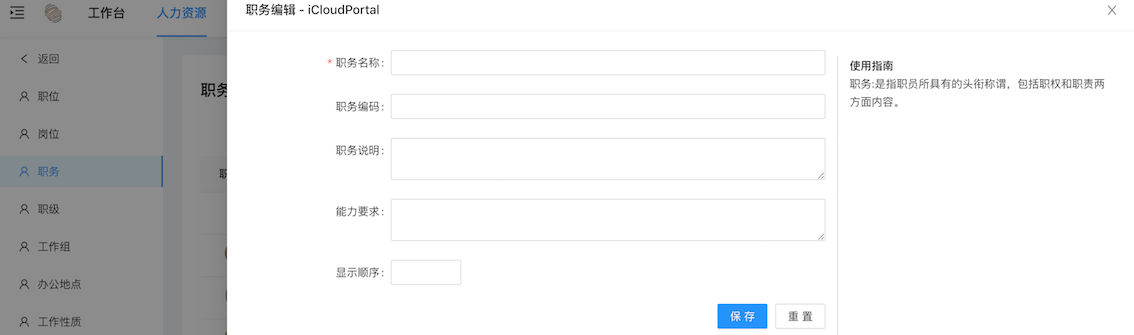 工作台
人力资源
职务编辑 - iCloudPortal
返回
职位
岗位
职务
职级
工作组
办公地点
工作性质
职务
职
* 职务名称:
职务编码:
职务说明:
能力要求:
显示顺序:
保 存
重 置
使用指南
职务:是指职员所具有的头衔称谓，包括职权和职责两
方面内容。